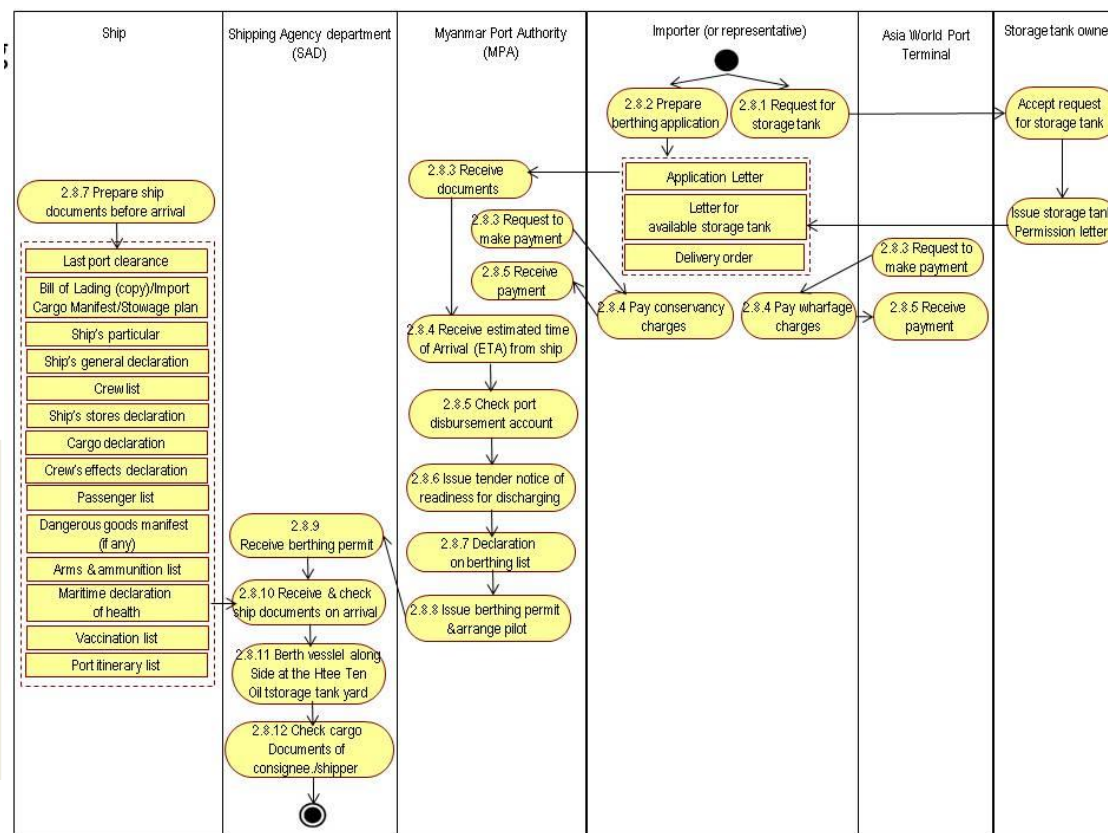 Ship
Shipping Agency department
(SAD)
Myanmar Port Authority
(MPA)
Importer (or representative)
Asia World Port
Terminal
Storage tank owne
2.8.7 Prepare ship
documents before arrival
Last port clearance
Bill of Lading (copy)/Import
Cargo Manifest/Stowage plan
Ship's particular
Ship's general declaration
Crew list
Ship's stores declaration
Cargo declaration
Crew's effects declaration
Passenger list
Dangerous goods manifest
(if any)
Arms & ammunition list
Maritime declaration
of health
Vaccination list
Port itinerary list
2.8.9
Receive berthing permit
2.8.10 Receive & check
ship documents on arrival
2.8.11 Berth vesslel along
Side at the Htee Ten
Oil tstorage tank yard
2.8.12 Check cargo
Documents of
consignee./shipper
2.8.3 Receive
documents
2.8.3 Request to
make payment
2.8.5 Receive
payment
2.8.4 Receive estimated time
of Arrival (ETA) from ship
2.8.5 Check port
disbursement account
2.8.6 Issue tender notice of
readiness for discharging
2.8.7 Declaration
on berthing list
2.8.8 Issue berthing permit
&arrange pilot
2.8.2 Prepare
berthing application
2.8.1 Request for
storage tank
Application Letter
Letter for
available storage tank
Delivery order
2.8.4 Pay conservancy
charges
2.8.4 Pay wharfage
charges
2.8.3 Request to
make payment
2.8.5 Receive
payment
Accept request
for storage tank
Issue storage tank
Permission letter